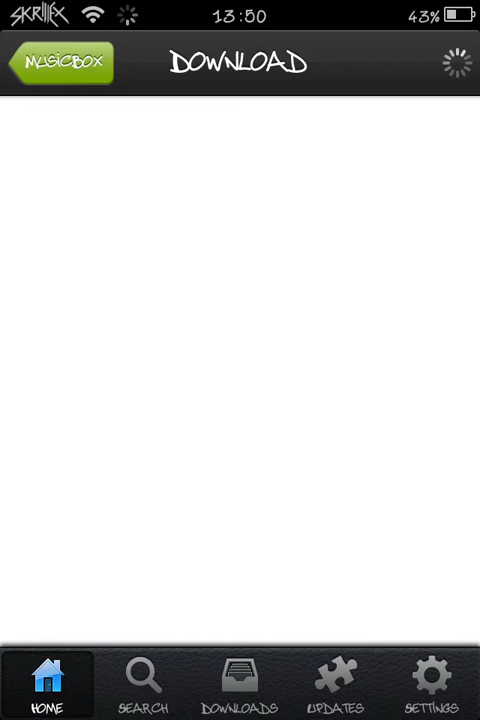 SKRILLEX 13:50 43%
MUSICBOX DOWNLOAD
HOME SEARCH DOWNLOADS UPDATES SETTINGS